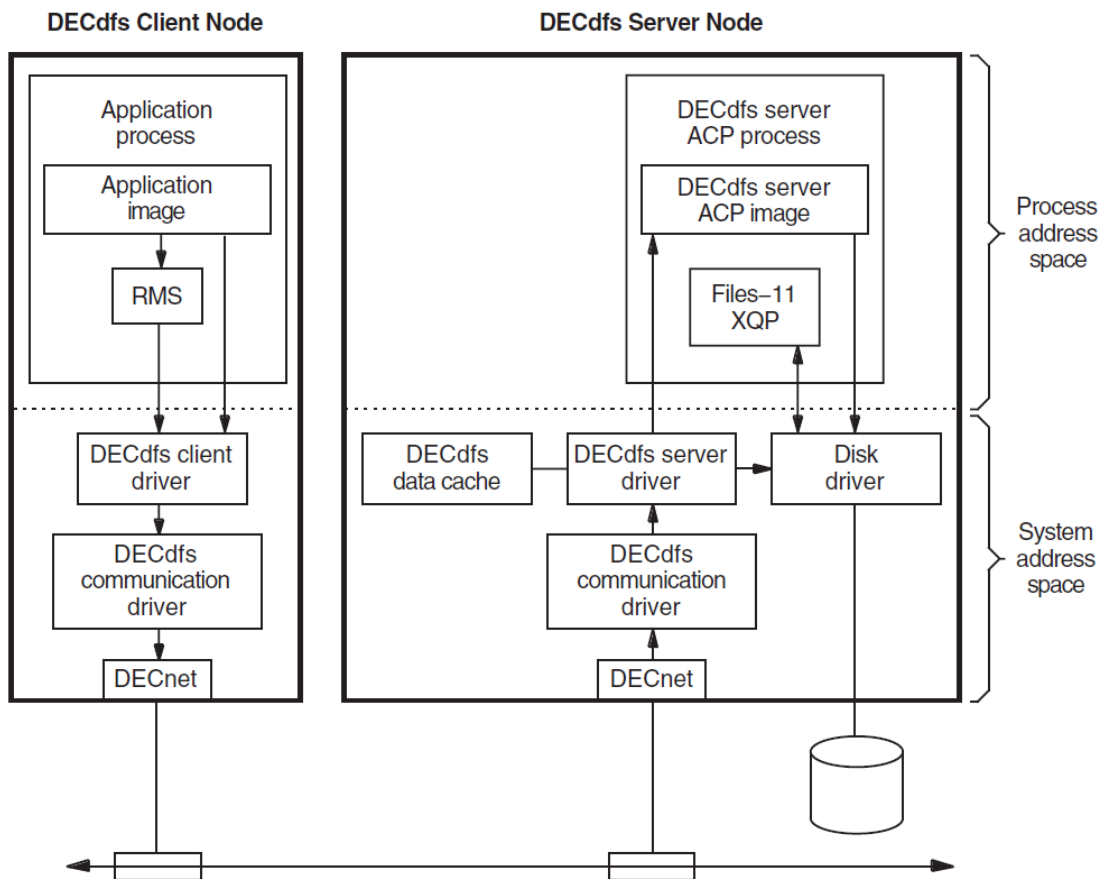 DECdfs Client Node
DECdfs Server Node
Application
process
Application
image
RMS
DECdfs server
ACP process
DECdfs server
ACP image
Files–11
XQP
Process
address
space
DECdfs client
driver
DECdfs
communication
driver
DECnet
DECdfs
data cache
DECdfs server
driver
Disk
driver
DECdfs
communication
driver
DECnet
System
address
space